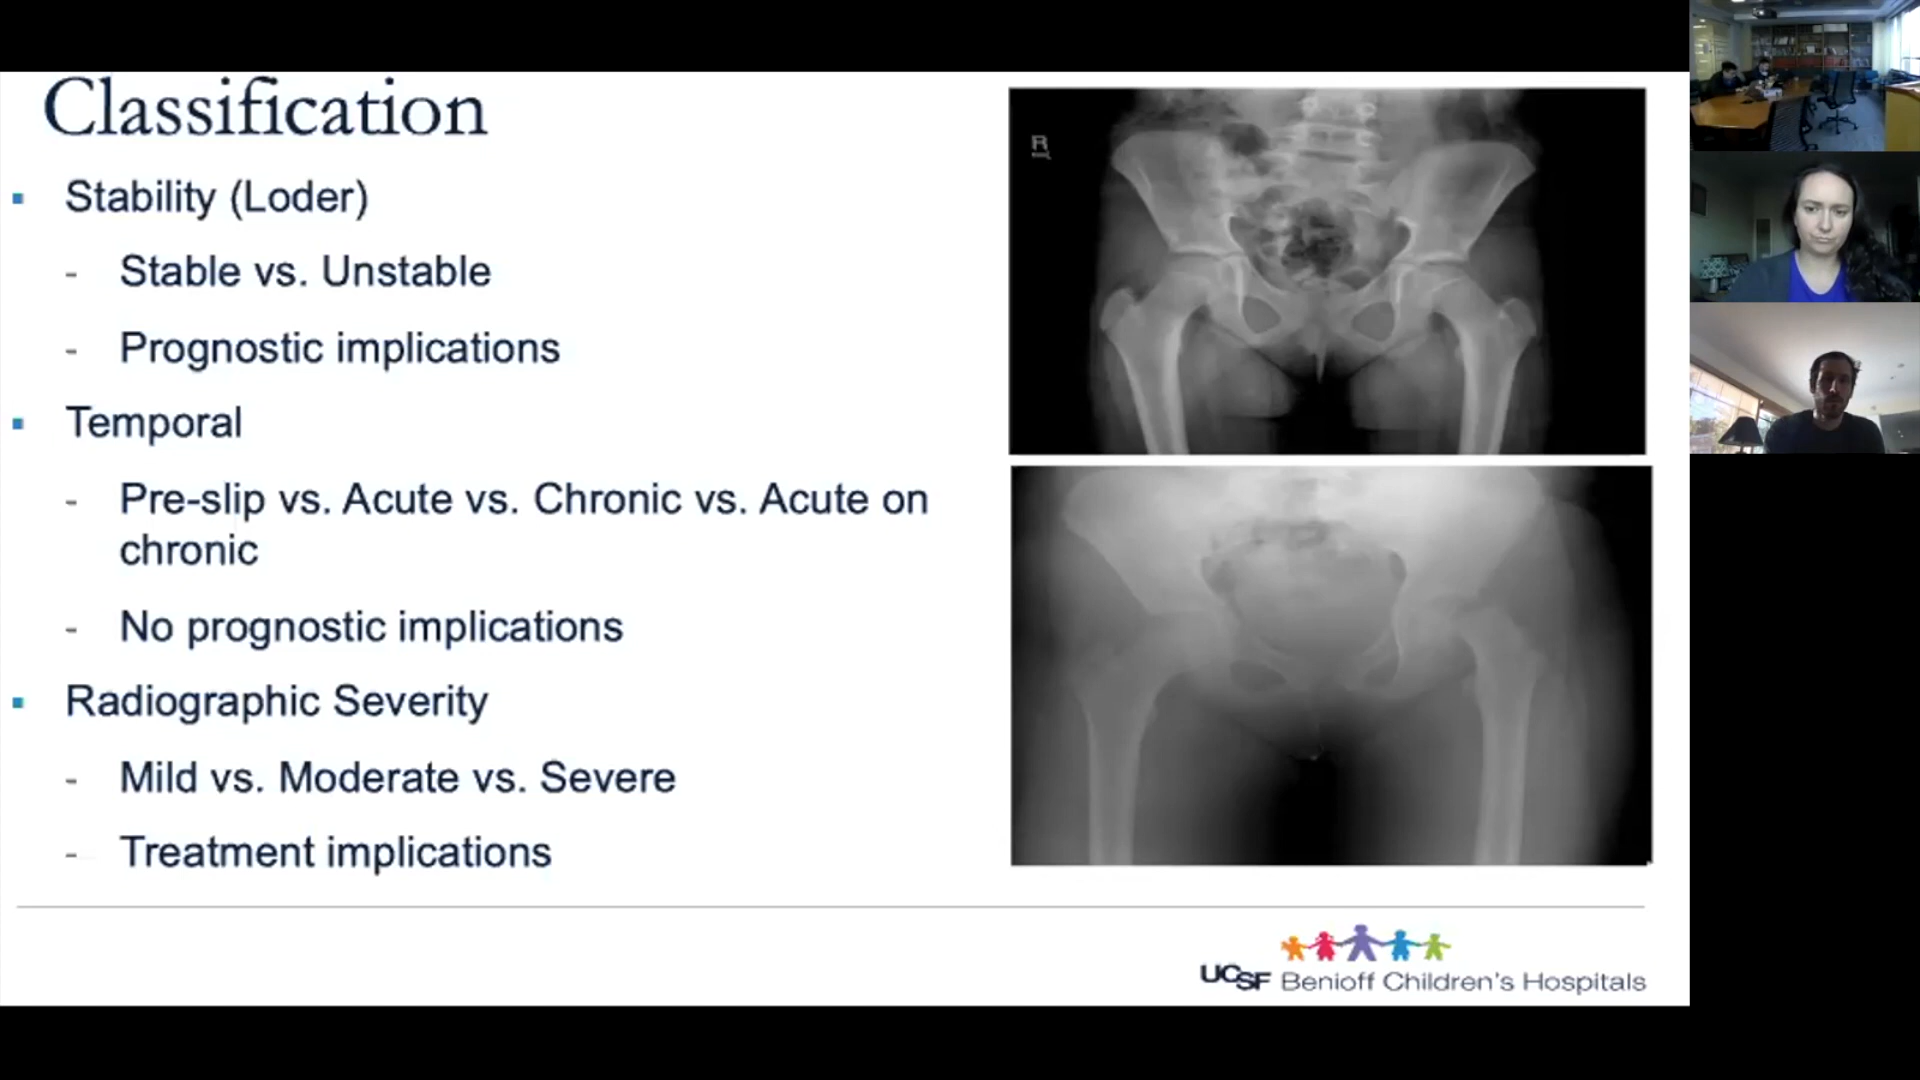 Classification
▪ Stability (Loder)
- Stable vs. Unstable
- Prognostic implications
▪ Temporal
- Pre-slip vs. Acute vs. Chronic vs. Acute on
chronic
- No prognostic implications
▪ Radiographic Severity
- Mild vs. Moderate vs. Severe
- Treatment implications
R
UCSF Benioff Children's Hospitals